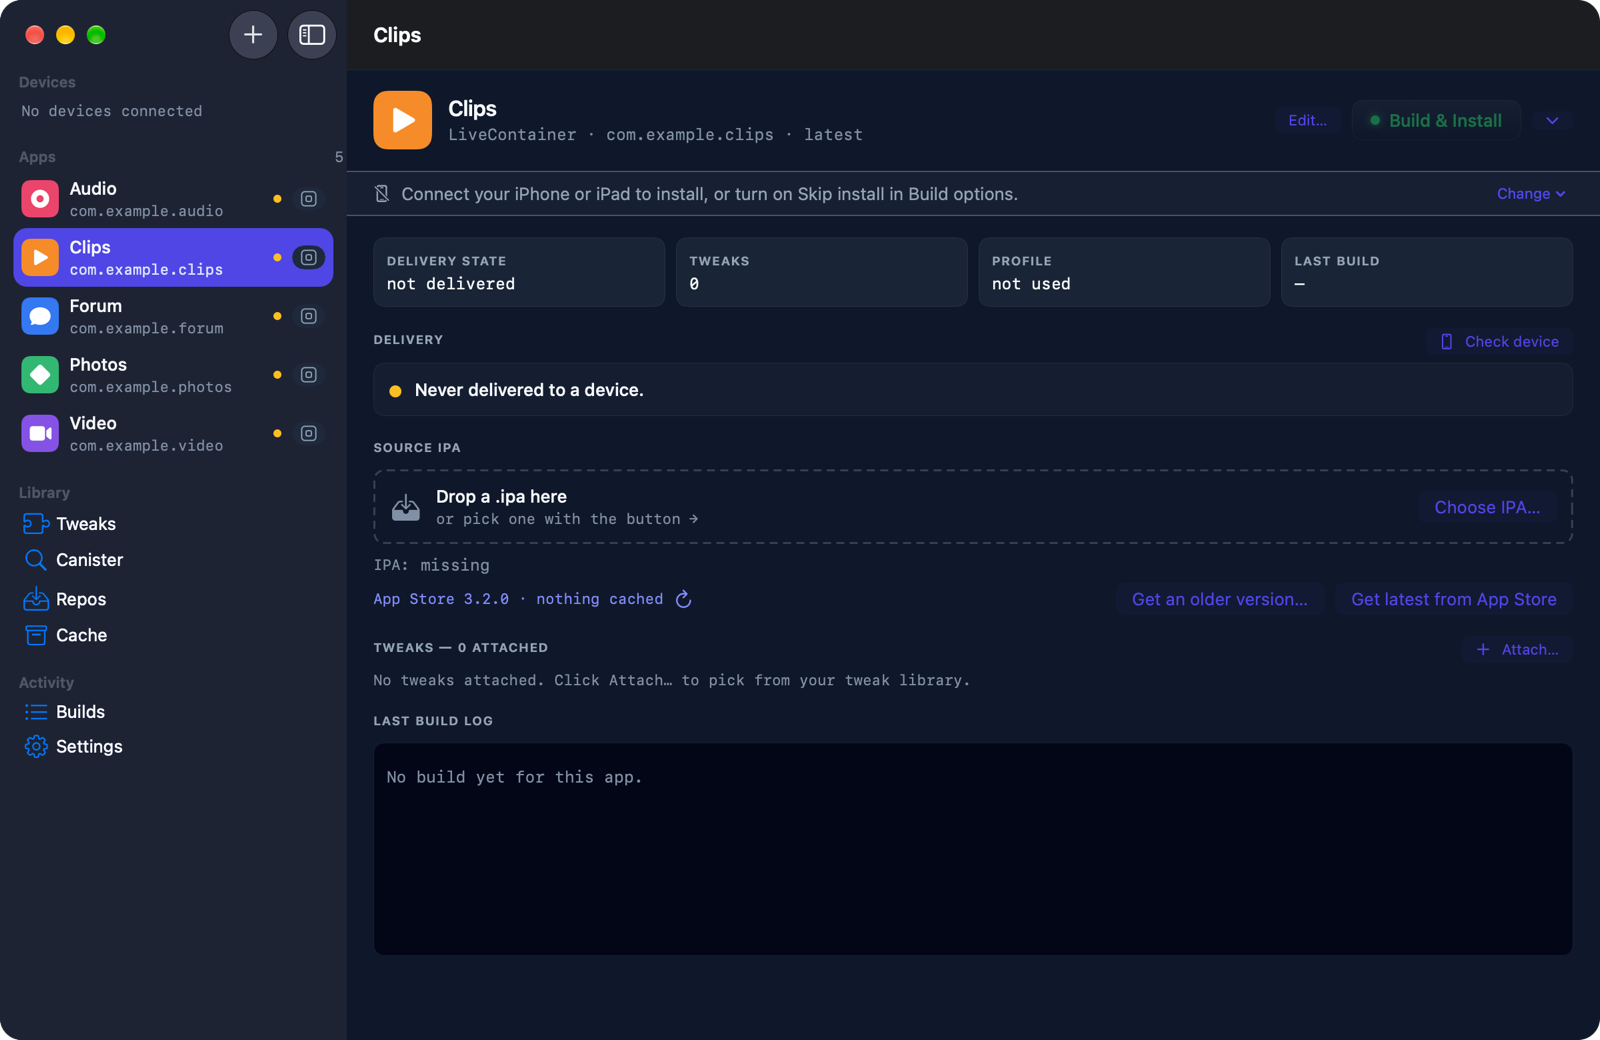 Clips
Devices
No devices connected
Apps 5
Audio
com.example.audio
Clips
com.example.clips
Forum
com.example.forum
Photos
com.example.photos
Video
com.example.video
Library
Tweaks
Canister
Repos
Cache
Activity
Builds
Settings
Clips
LiveContainer · com.example.clips · latest
Edit...
Build & Install
Connect your iPhone or iPad to install, or turn on Skip install in Build options.
Change
DELIVERY STATE
not delivered
TWEAKS
0
PROFILE
not used
LAST BUILD
—
DELIVERY
Check device
Never delivered to a device.
SOURCE IPA
Drop a .ipa here
or pick one with the button →
Choose IPA...
IPA: missing
App Store 3.2.0 · nothing cached
Get an older version...
Get latest from App Store
TWEAKS — 0 ATTACHED
+ Attach...
No tweaks attached. Click Attach… to pick from your tweak library.
LAST BUILD LOG
No build yet for this app.